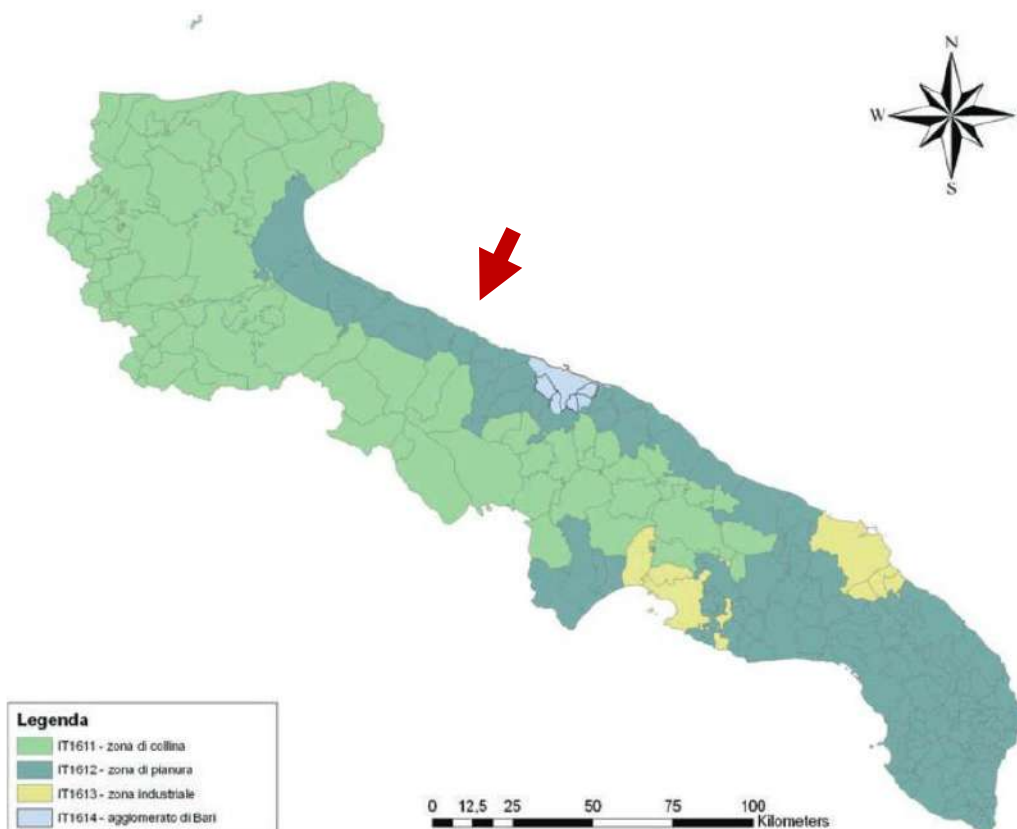 N
W
S
Legenda
IT1611 - zona di collina
IT1612 - zona di pianura
IT1613 - zona industriale
IT1614 - agglomerato di Bari
0 12,5 25 50 75 100
Kilometers